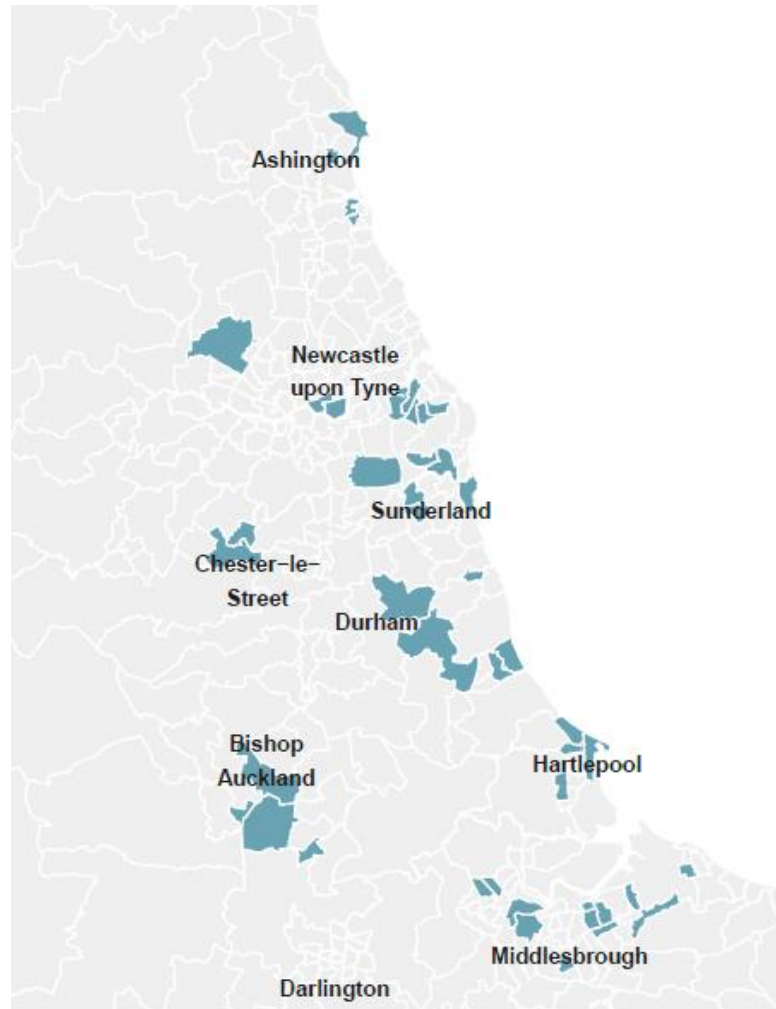 Ashington
Newcastle
upon Tyne
Sunderland
Chester–le–
Street
Durham
Bishop
Auckland
Hartlepool
Middlesbrough
Darlington